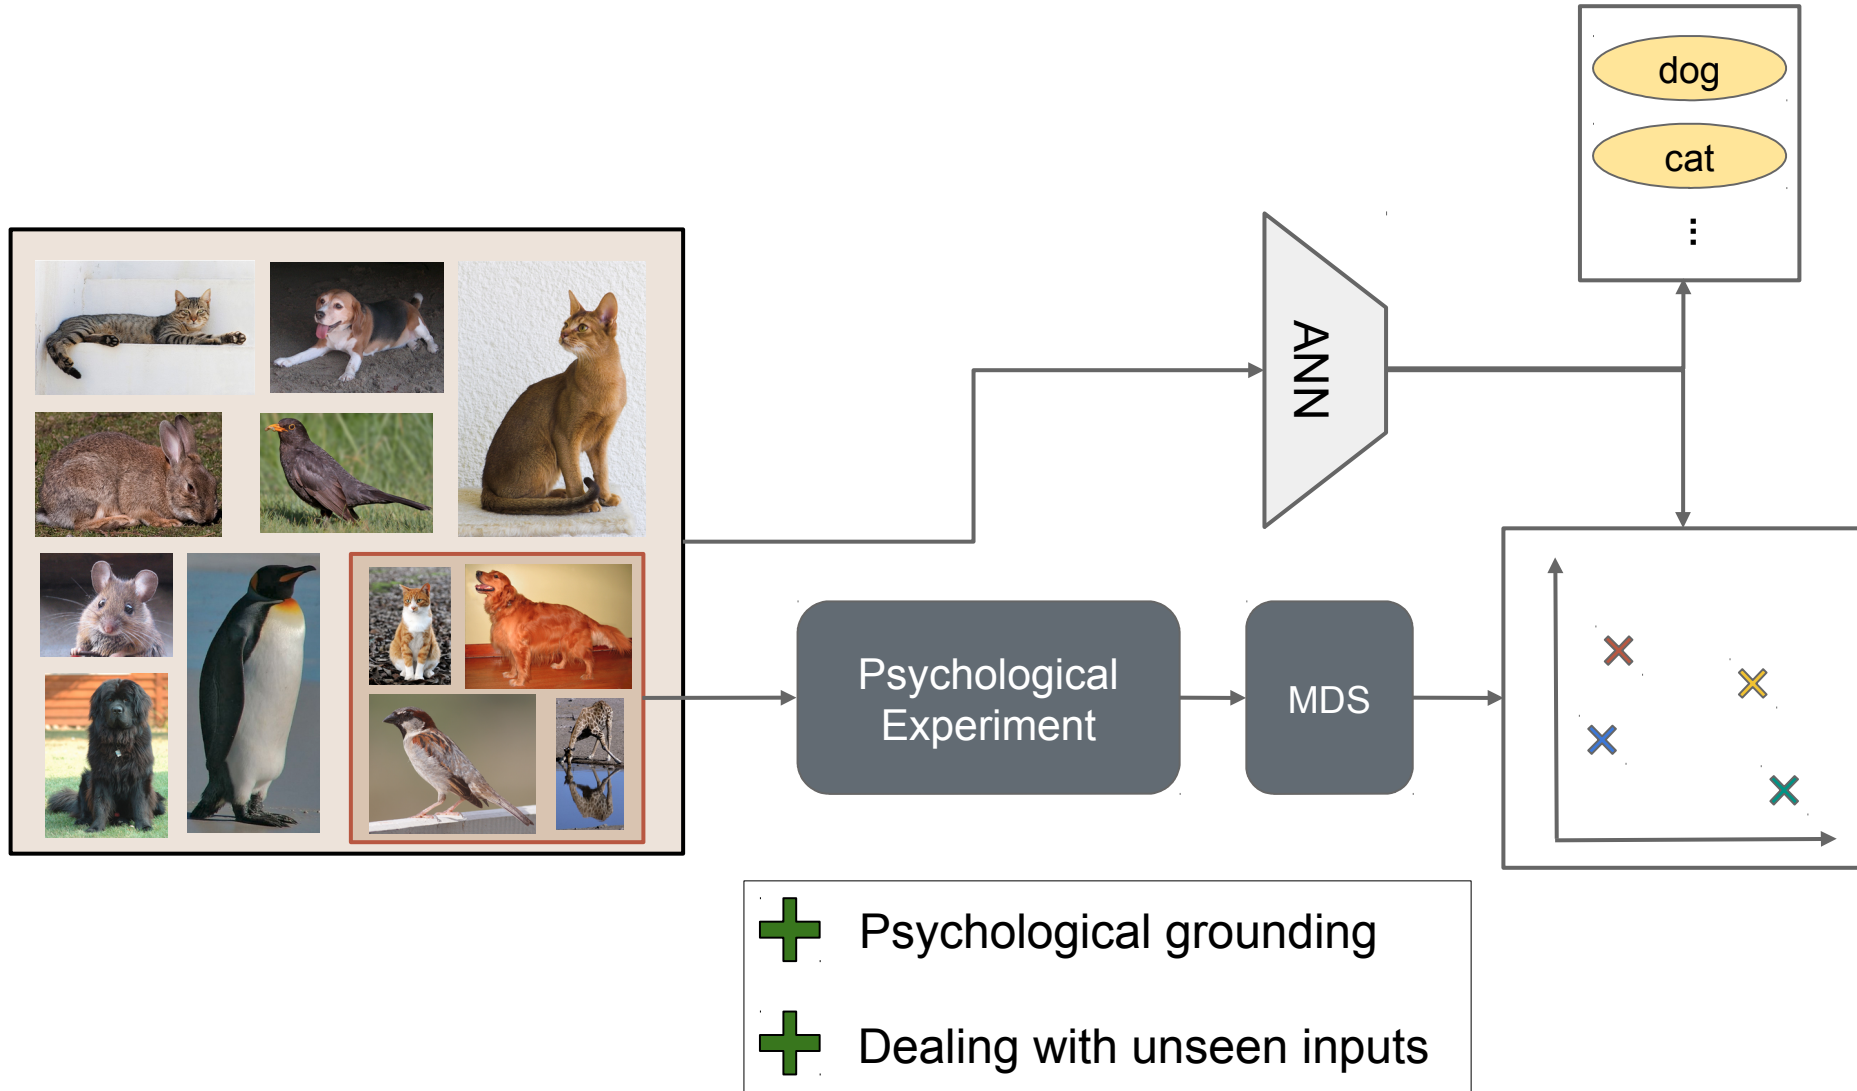 dog
cat
...
ANN
Psychological
Experiment
MDS
Psychological grounding
Dealing with unseen inputs